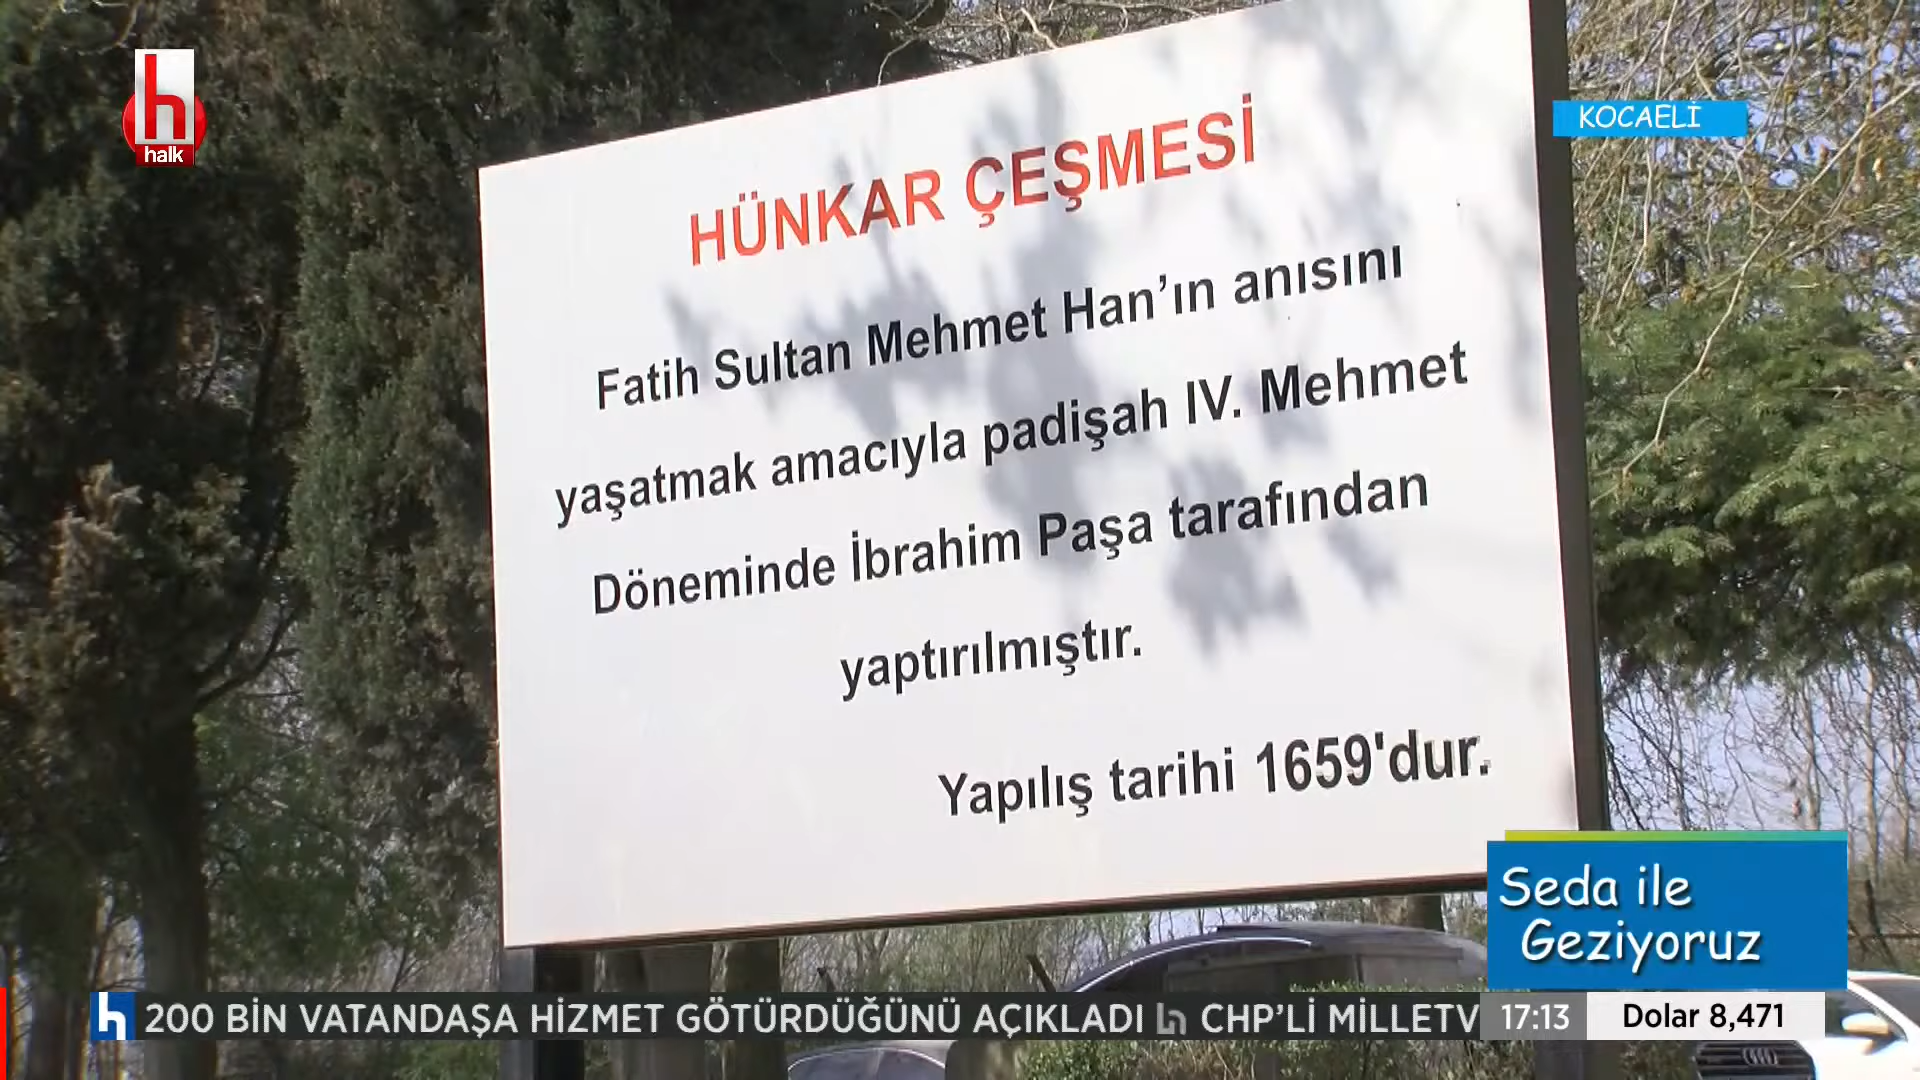 h
halk
KOCAELİ
HÜNKAR ÇEŞMESİ
Fatih Sultan Mehmet Han’ın anısını
yaşatmak amacıyla padişah IV. Mehmet
Döneminde İbrahim Paşa tarafından
yaptırılmıştır.
Yapılış tarihi 1659'dur.
Seda ile
Geziyoruz
h 200 BİN VATANDAŞA HİZMET GÖTÜRDÜĞÜNÜ AÇIKLADI h CHP’Lİ MİLLETV 17:13 Dolar 8,471